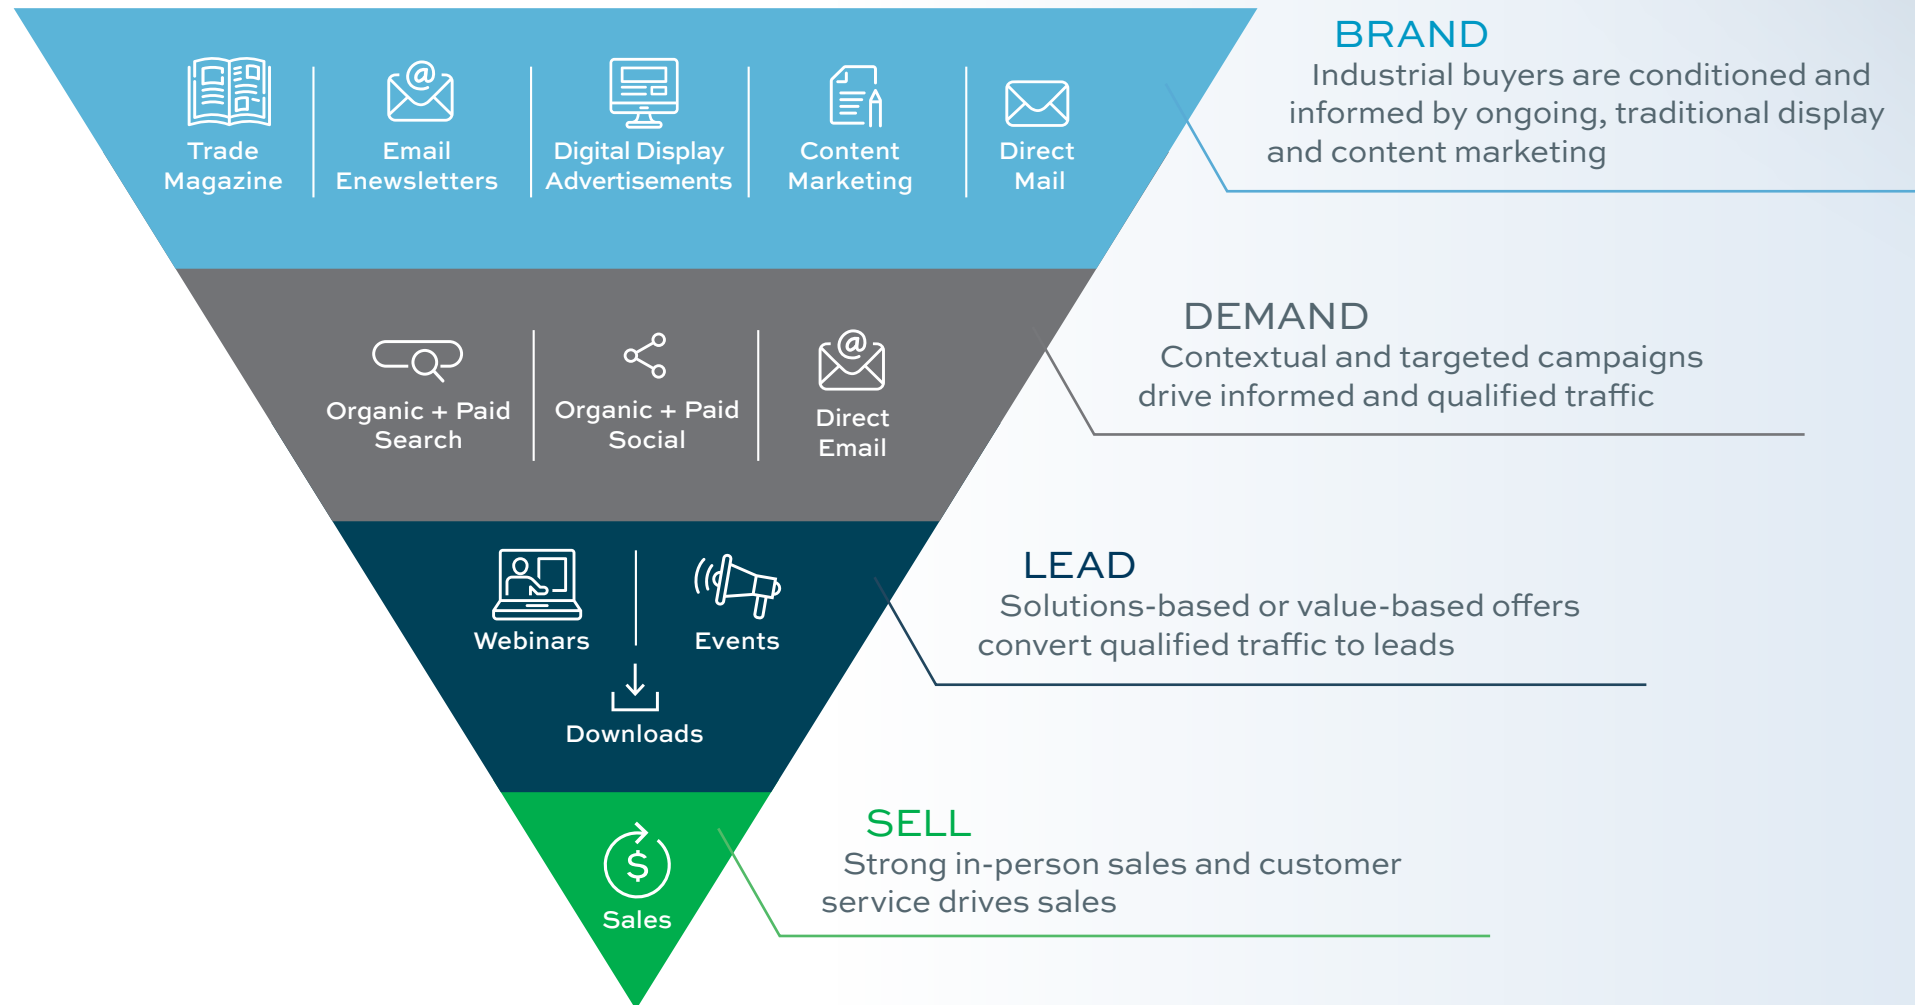 BRAND
Industrial buyers are conditioned and
informed by ongoing, traditional display
and content marketing
Trade
Magazine
Email
Enewsletters
Digital Display
Advertisements
Content
Marketing
Direct
Mail
DEMAND
Contextual and targeted campaigns
drive informed and qualified traffic
Organic + Paid
Search
Organic + Paid
Social
Direct
Email
LEAD
Solutions-based or value-based offers
convert qualified traffic to leads
Webinars
Events
Downloads
SELL
Strong in-person sales and customer
service drives sales
$
Sales